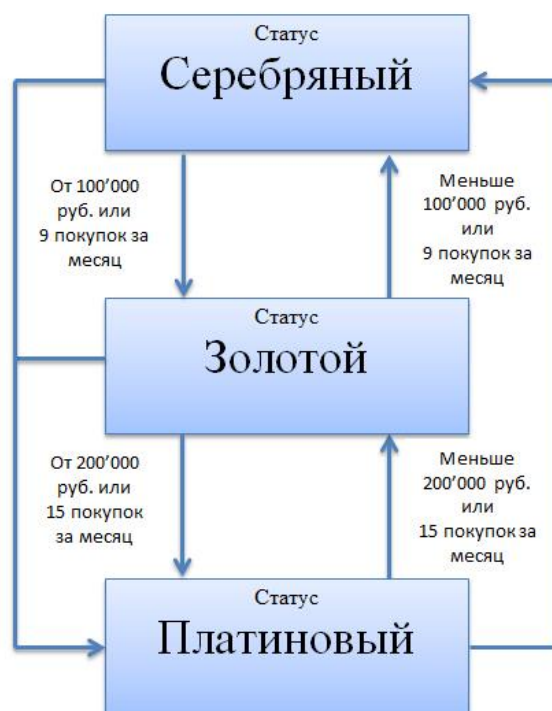 Статус
Серебряный
От 100’000
руб. или
9 покупок за
месяц
Меньше
100’000 руб.
или
9 покупок за
месяц
Статус
Золотой
От 200’000
руб. или
15 покупок
за месяц
Меньше
200’000 руб.
или
15 покупок за
месяц
Статус
Платиновый